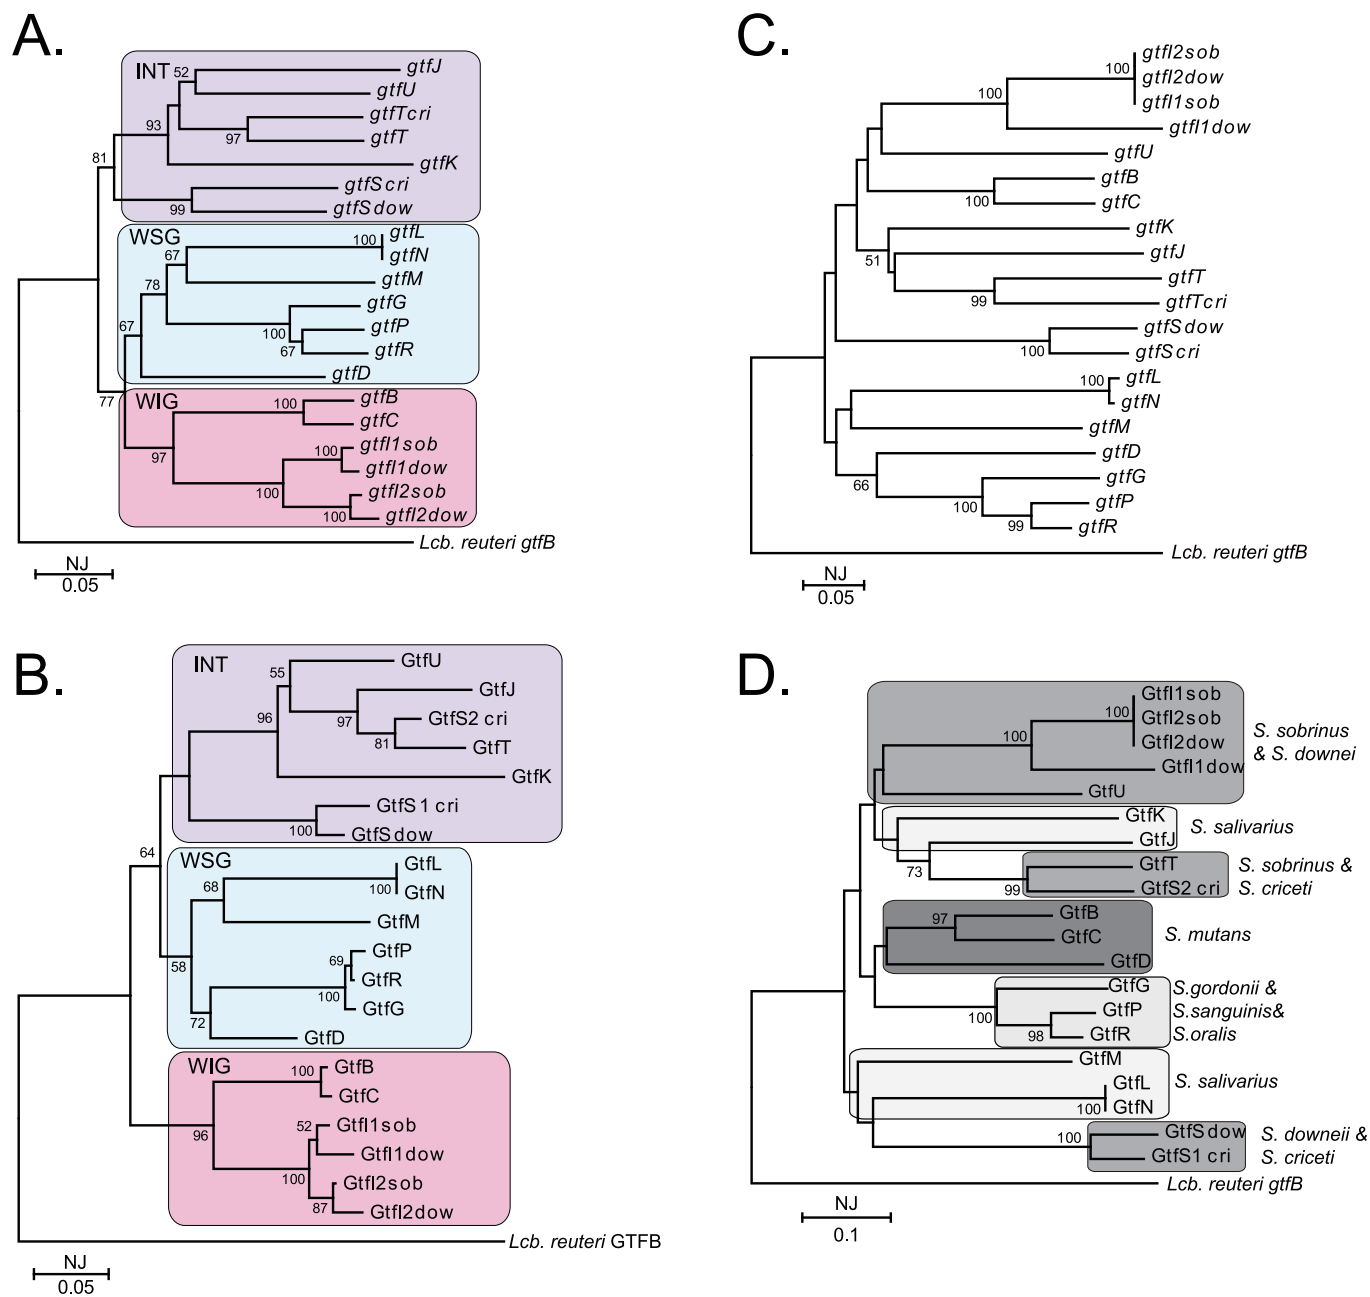 A.
INT
52
gtfJ
gtfU
gtfTcri
93
97
gtfT
81
gtfK
gtfScri
99
gtfSdow
WSG
gtfL
100
67
gtfN
gtfM
78
gtfG
100
gtfP
67
67
gtfR
gtfD
77
WIG
gtfB
100
gtfC
gtfI1sob
100
97
gtfI1dow
100
gtfI2sob
100
gtfI2dow
Lcb. reuteri gtfB
NJ
0.05
C.
gtfI2sob
100
gtfI2dow
100
gtfI1sob
gtfI1dow
gtfU
gtfB
100
gtfC
gtfK
51
gtfJ
gtfT
99
gtfTcri
gtfSdow
100
gtfScri
gtfL
100
gtfN
gtfM
gtfD
66
gtfG
100
gtfP
99
gtfR
Lcb. reuteri gtfB
NJ
0.05
B.
INT
55
GtfU
GtfJ
96
97
GtfS2 cri
81
GtfT
GtfK
GtfS1 cri
100
GtfSdow
64
WSG
GtfL
68
100
GtfN
GtfM
GtfP
69
58
GtfR
100
GtfG
72
GtfD
WIG
GtfB
100
GtfC
52
GtfI1sob
96
GtfI1dow
100
GtfI2sob
87
GtfI2dow
Lcb. reuteri GTFB
NJ
0.05
D.
GtfI1sob
100
GtfI2sob
100
GtfI2dow
GtfI1dow
GtfU
S. sobrinus
& S. downei
GtfK
GtfJ
S. salivarius
73
GtfT
99
GtfS2 cri
S. sobrinus &
S. criceti
97
GtfB
GtfC
GtfD
S. mutans
GtfG
100
GtfP
98
GtfR
S.gordonii &
S.sanguinis&
S.oralis
GtfM
GtfL
100
GtfN
S. salivarius
100
GtfSdow
GtfS1 cri
S. downeii &
S. criceti
Lcb. reuteri gtfB
NJ
0.1